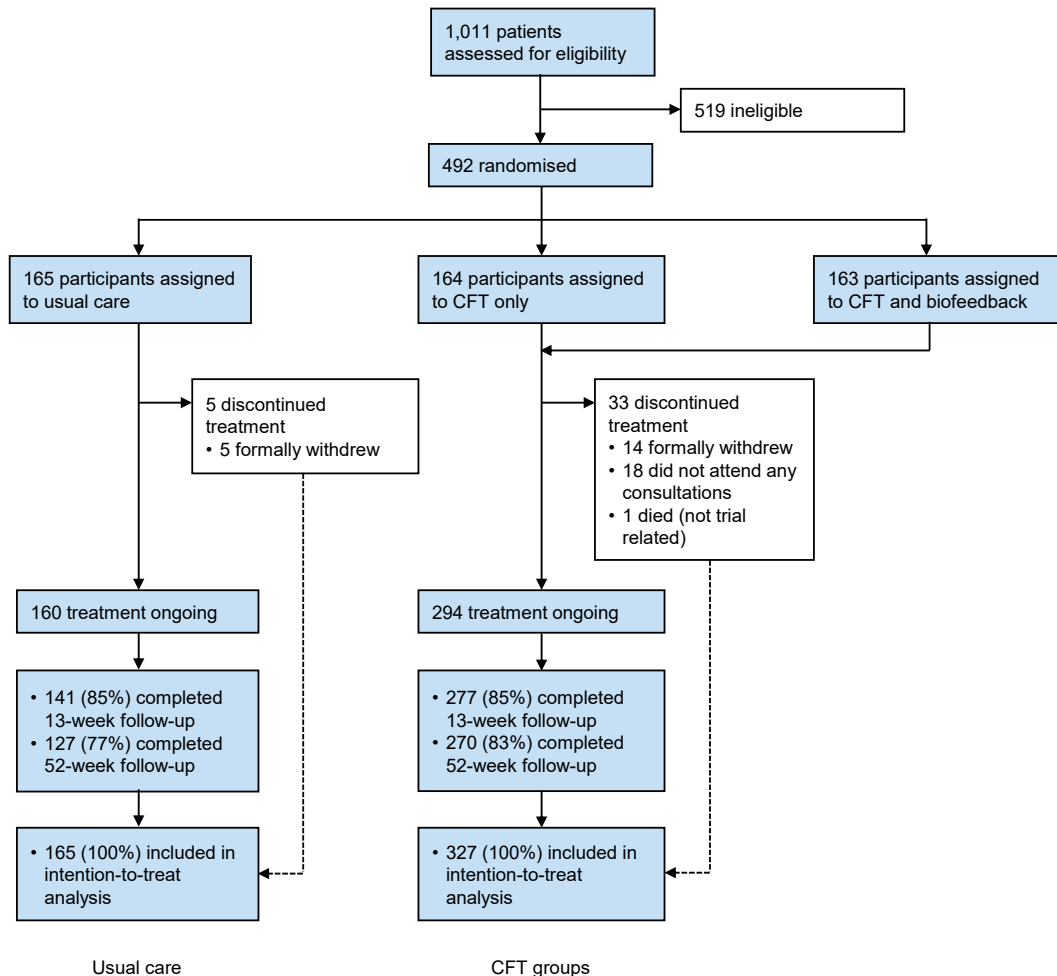 1,011 patients
assessed for eligibility
519 ineligible
492 randomised
165 participants assigned
to usual care
164 participants assigned
to CFT only
163 participants assigned
to CFT and biofeedback
5 discontinued
treatment
• 5 formally withdrew
33 discontinued
treatment
• 14 formally withdrew
• 18 did not attend any
consultations
• 1 died (not trial
related)
160 treatment ongoing
294 treatment ongoing
• 141 (85%) completed
13-week follow-up
• 127 (77%) completed
52-week follow-up
• 277 (85%) completed
13-week follow-up
• 270 (83%) completed
52-week follow-up
• 165 (100%) included in
intention-to-treat
analysis
• 327 (100%) included in
intention-to-treat
analysis
Usual care
CFT groups